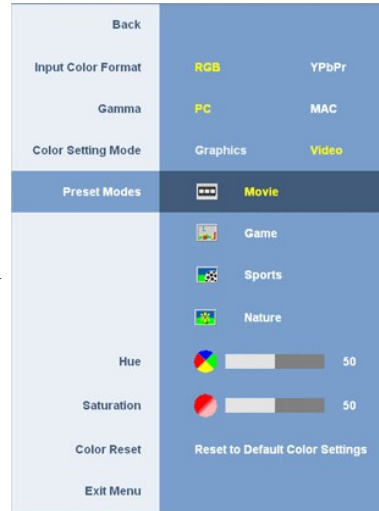 Back
Input Color Format RGB YPbPr
Gamma PC MAC
Color Setting Mode Graphics Video
Preset Modes Movie
Game
Sports
Nature
Hue 50
Saturation 50
Color Reset Reset to Default Color Settings
Exit Menu